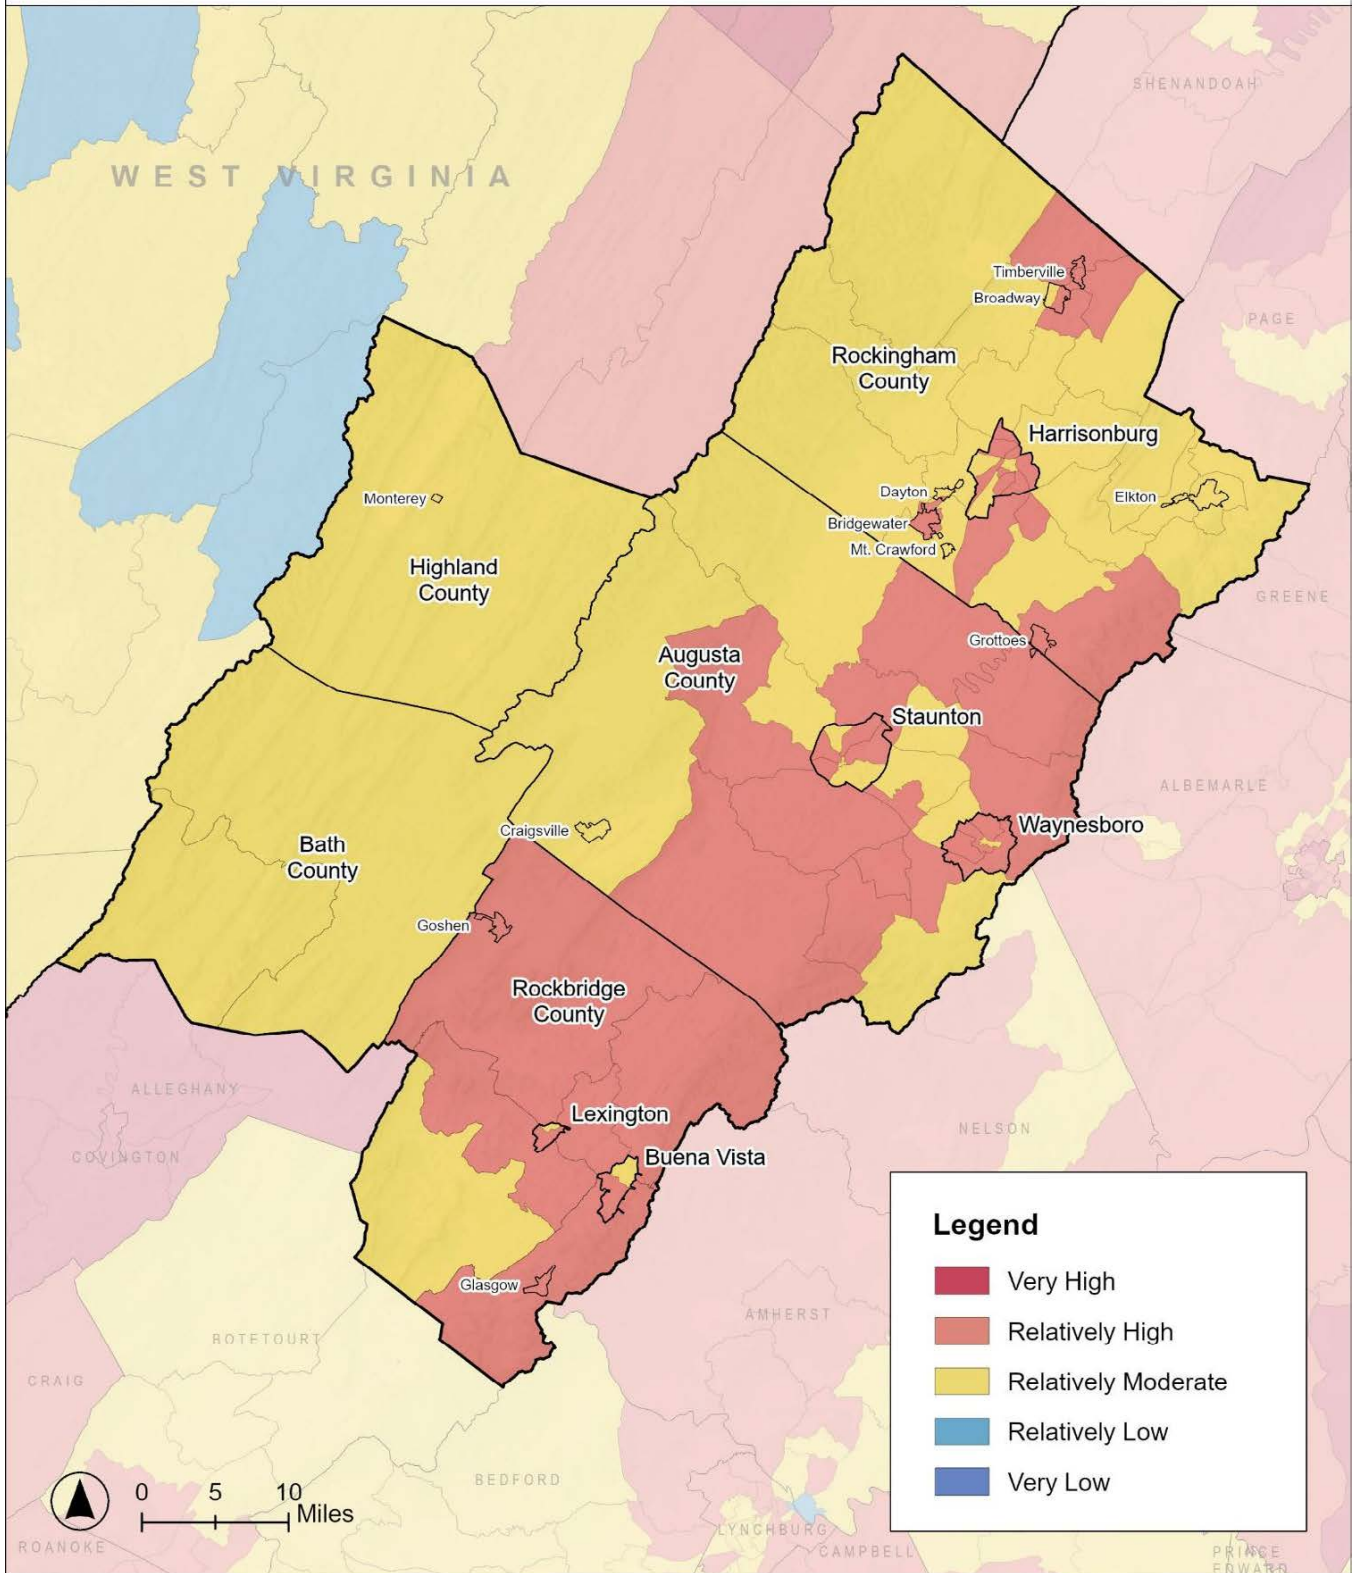 SHENANDOAH
WEST VIRGINIA
Timberville
Broadway
PAGE
Rockingham
County
Harrisonburg
Monterey
Dayton
Elkton
Bridgewater
Mt. Crawford
Highland
County
GREENE
Grottoes
Augusta
County
Staunton
ALBEMARLE
Waynesboro
Craigsville
Bath
County
Goshen
Rockbridge
County
ALLEGHANY
Lexington
NELSON
COVINGTON
Buena Vista
Legend
Very High
Relatively High
Relatively Moderate
Relatively Low
Very Low
Glasgow
AMHERST
BOTETOURT
CRAIG
BEDFORD
0 5 10
Miles
LYNCHBURG
CAMPBELL
ROANOKE
PRINCE
EDWARD